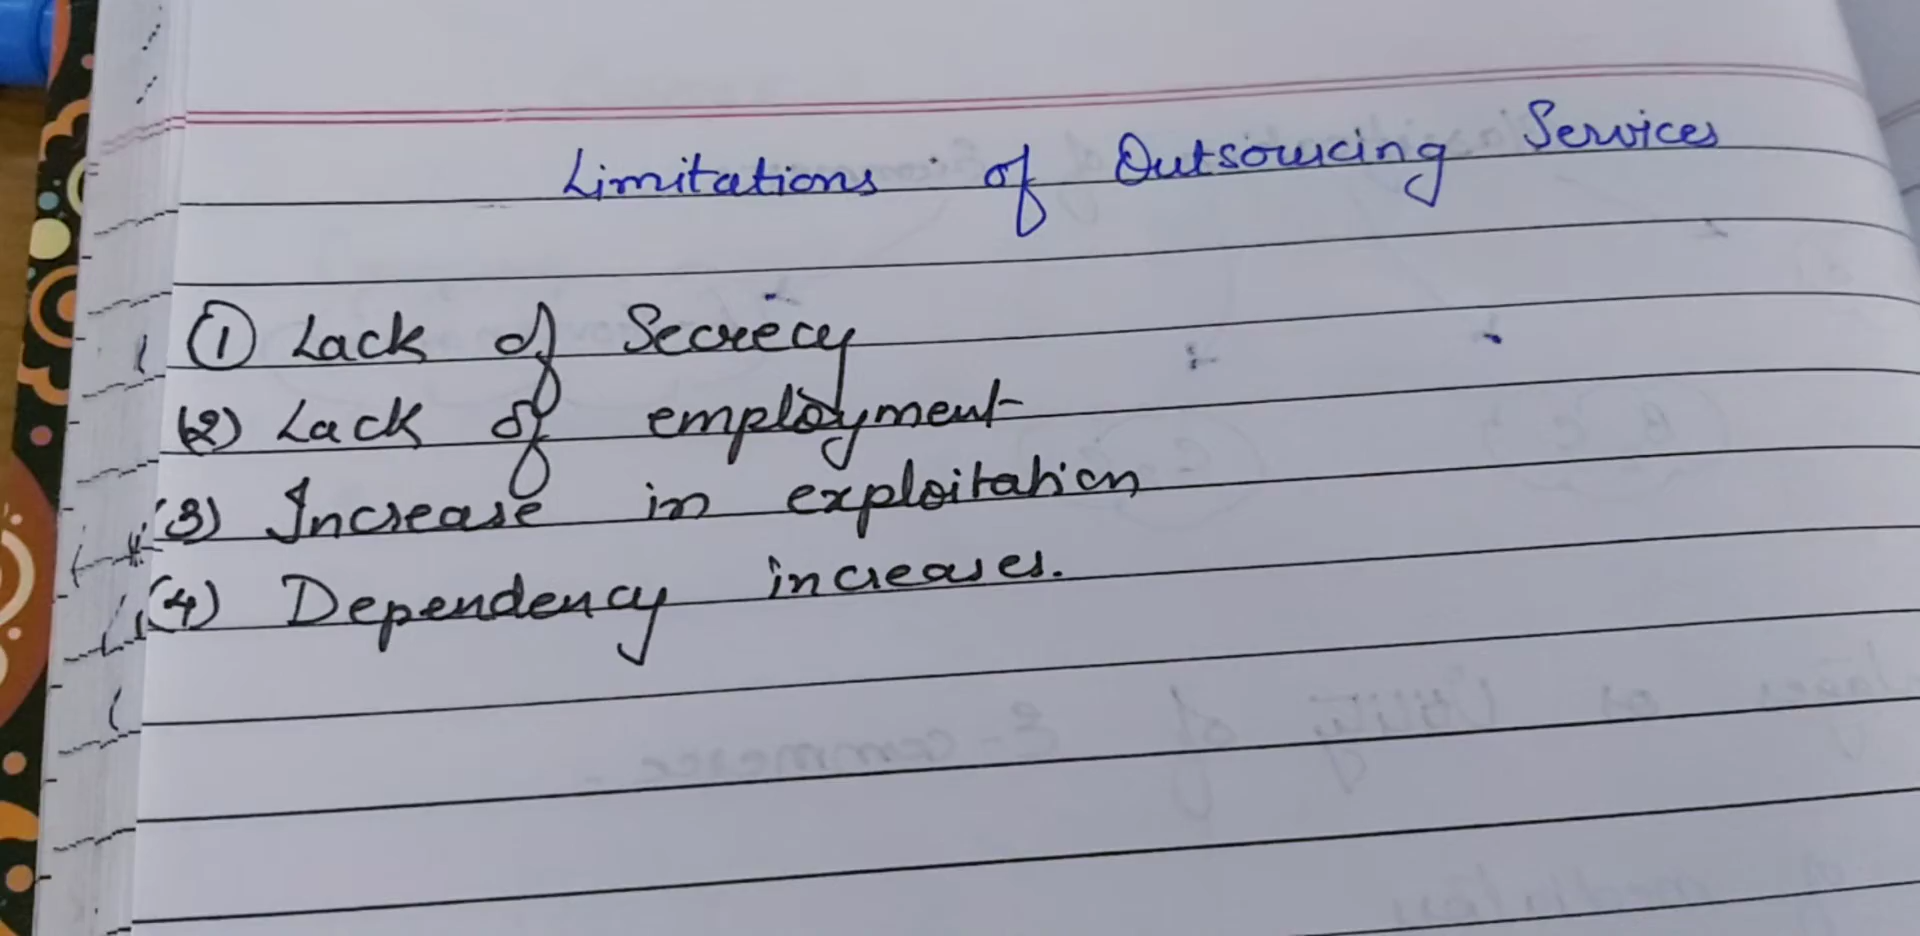 Limitations of Outsourcing Services
① Lack of Secrecy
(2) Lack of employment
(3) Increase in exploitation
(4) Dependency increases.